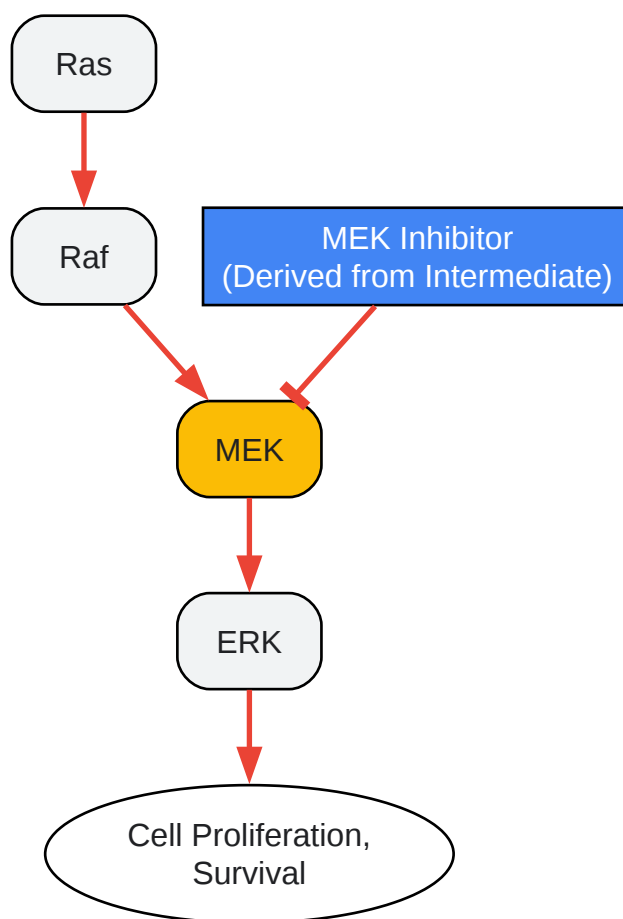 Ras
Raf
MEK Inhibitor
(Derived from Intermediate)
MEK
ERK
Cell Proliferation,
Survival